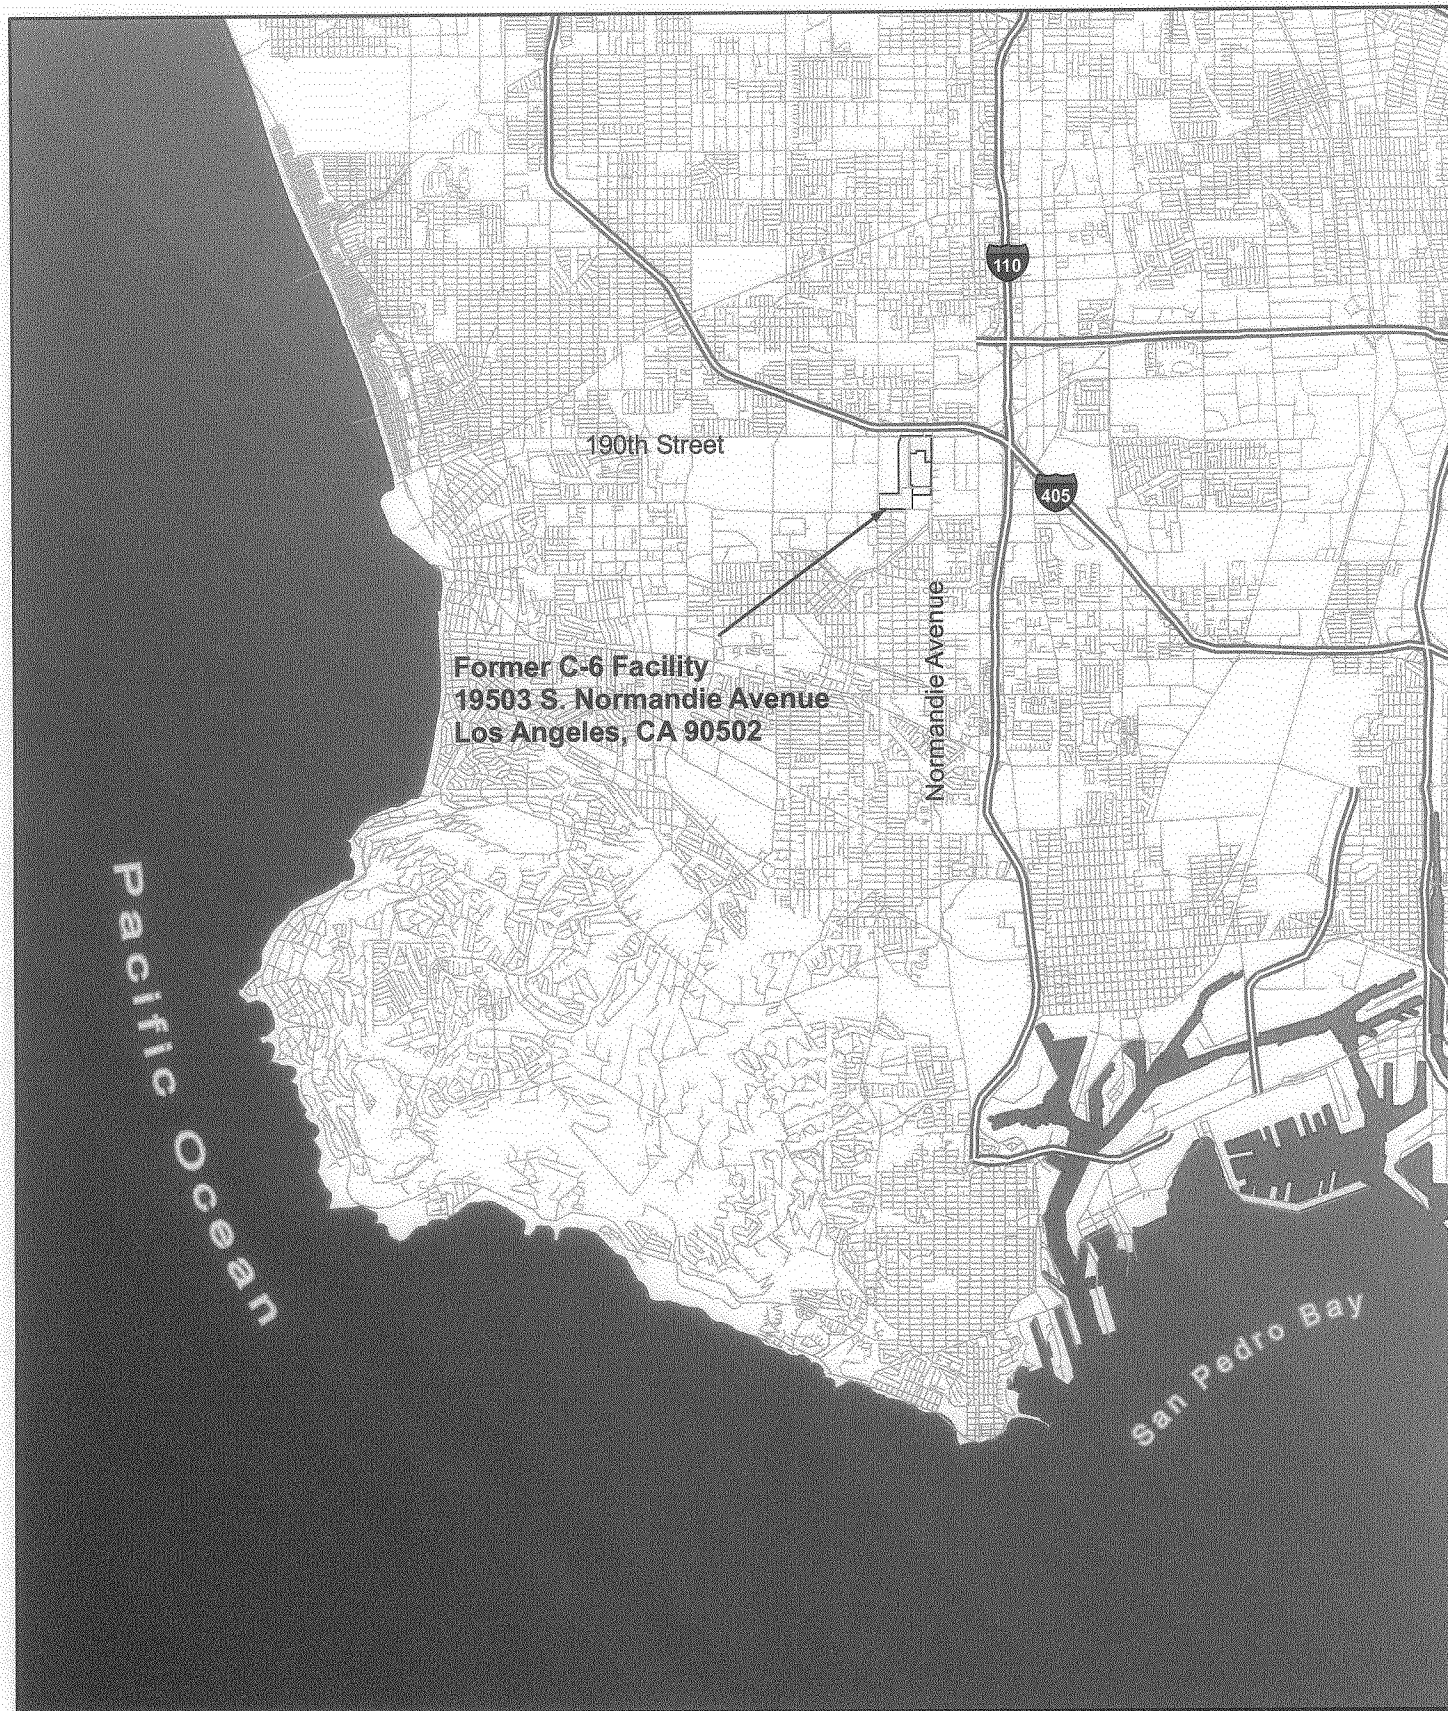 110
190th Street
405
Former C-6 Facility
19503 S. Normandie Avenue
Los Angeles, CA 90502
Normandie Avenue
Pacific Ocean
San Pedro Bay